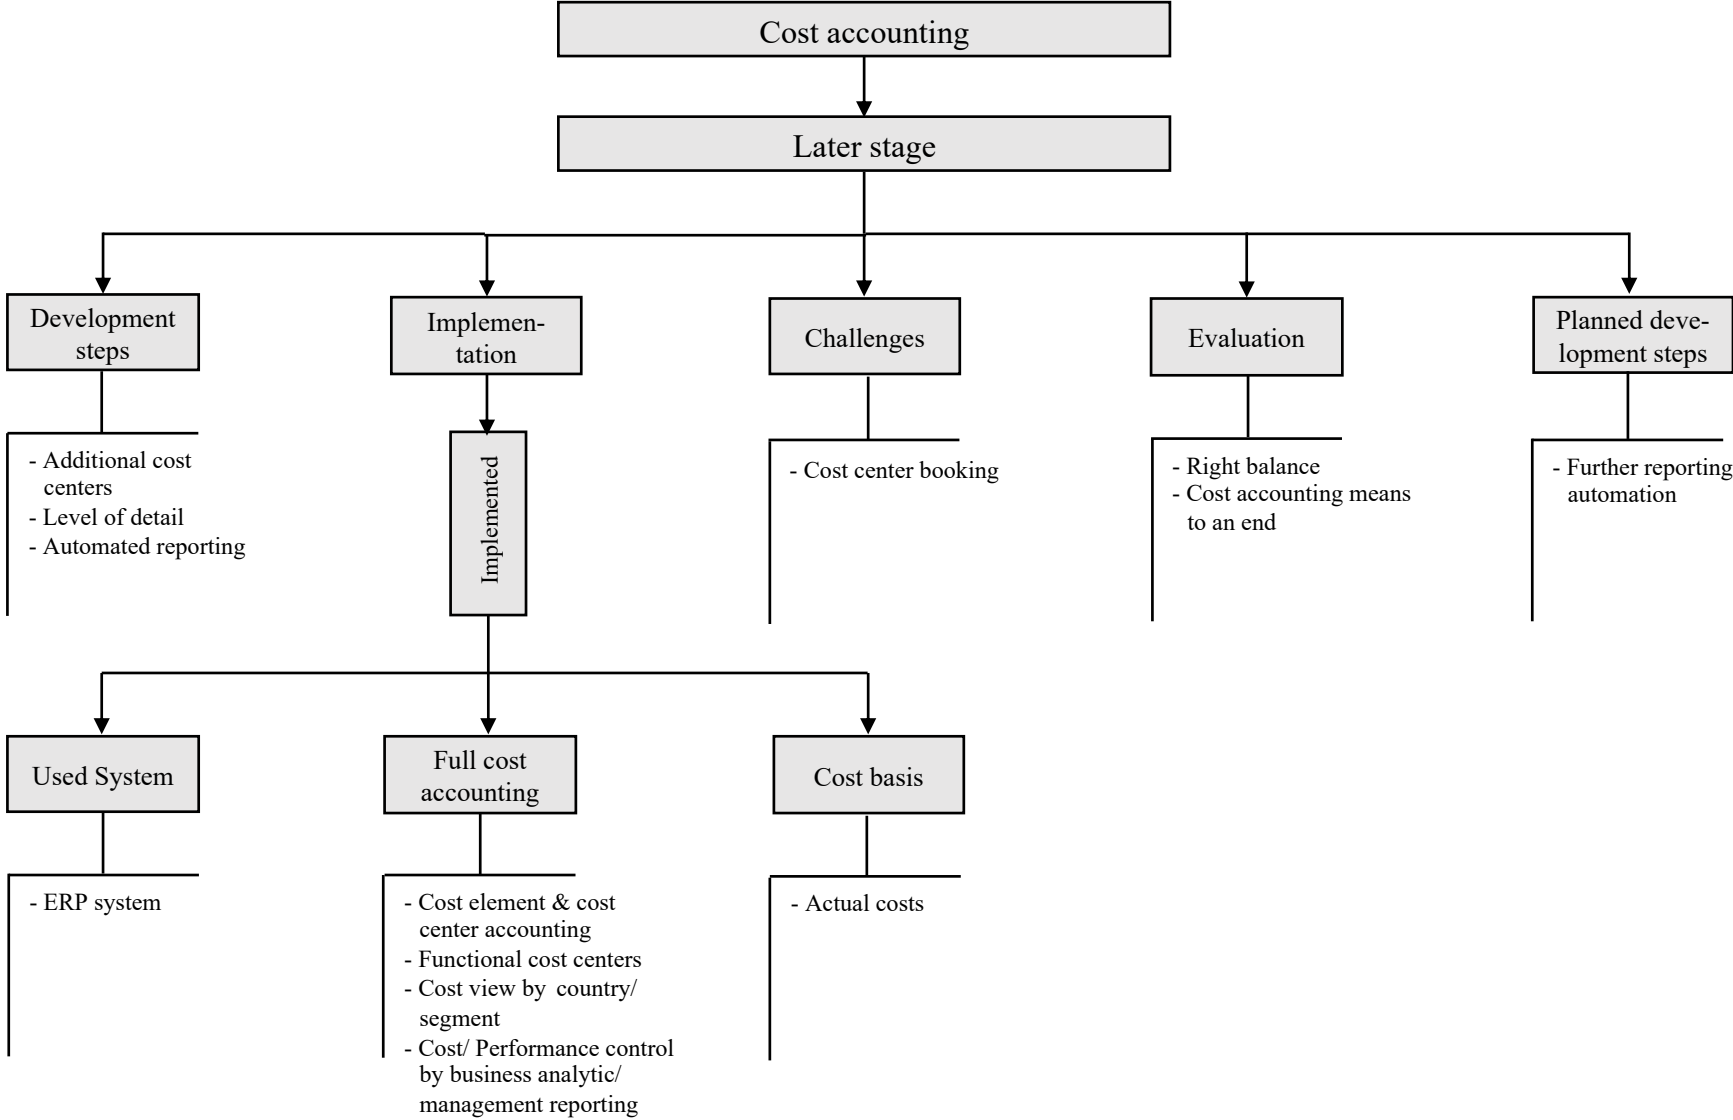 Cost accounting
Later stage
Development
steps
Implemen-
tation
Challenges
Evaluation
Planned deve-
lopment steps
- Additional cost
centers
- Level of detail
- Automated reporting
Implemented
- Cost center booking
- Right balance
- Cost accounting means
to an end
- Further reporting
automation
Used System
Full cost
accounting
Cost basis
- ERP system
- Cost element & cost
center accounting
- Functional cost centers
- Cost view by country/
segment
- Cost/ Performance control
by business analytic/
management reporting
- Actual costs